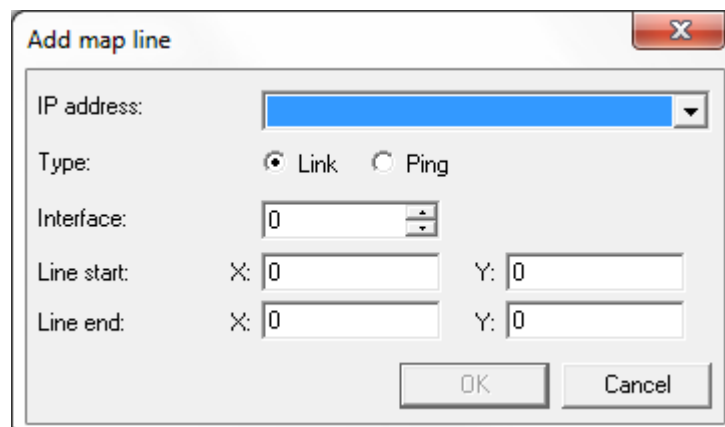 Add map line
IP address:
Type: Link Ping
Interface: 0
Line start: X: 0 Y: 0
Line end: X: 0 Y: 0
OK Cancel